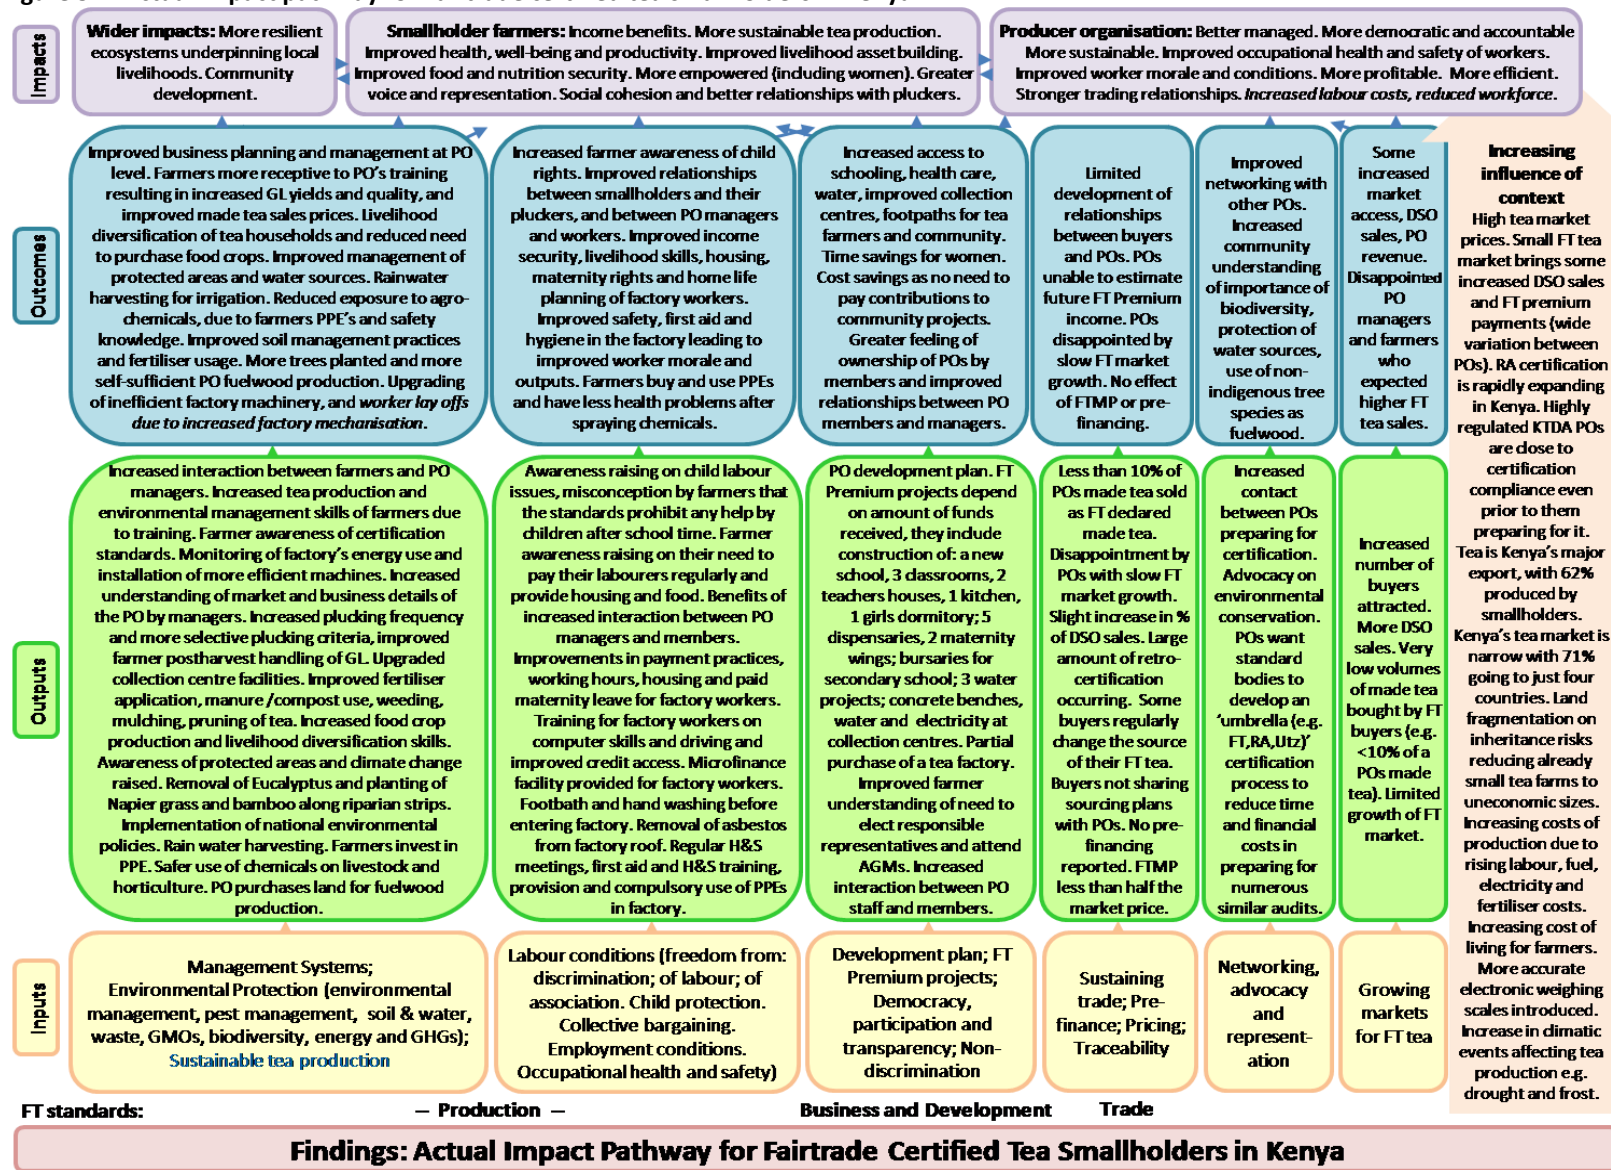 Impacts
Wider impacts: More resilient
ecosystems underpinning local
livelihoods. Community
development.
Smallholder farmers: Income benefits. More sustainable tea production.
Improved health, well-being and productivity. Improved livelihood asset building.
Improved food and nutrition security. More empowered (including women). Greater
voice and representation. Social cohesion and better relationships with pluckers.
Producer organisation: Better managed. More democratic and accountable
More sustainable. Improved occupational health and safety of workers.
Improved worker morale and conditions. More profitable. More efficient.
Stronger trading relationships. Increased labour costs, reduced workforce.
Outcomes
Improved business planning and management at PO
level. Farmers more receptive to PO's training
resulting in increased GL yields and quality, and
improved made tea sales prices. Livelihood
diversification of tea households and reduced need
to purchase food crops. Improved management of
protected areas and water sources. Rainwater
harvesting for irrigation. Reduced exposure to agro-
chemicals, due to farmers PPE's and safety
knowledge. Improved soil management practices
and fertiliser usage. More trees planted and more
self-sufficient PO fuelwood production. Upgrading
of inefficient factory machinery, and worker lay offs
due to increased factory mechanisation.
Increased farmer awareness of child
rights. Improved relationships
between smallholders and their
pluckers, and between PO managers
and workers. Improved income
security, livelihood skills, housing,
maternity rights and home life
planning of factory workers.
Improved safety, first aid and
hygiene in the factory leading to
improved worker morale and
outputs. Farmers buy and use PPEs
and have less health problems after
spraying chemicals.
Increased access to
schooling, health care,
water, improved collection
centres, footpaths for tea
farmers and community.
Time savings for women.
Cost savings as no need to
pay contributions to
community projects.
Greater feeling of
ownership of POs by
members and improved
relationships between PO
members and managers.
Limited
development of
relationships
between buyers
and POs. POs
unable to estimate
future FT Premium
income. POs
disappointed by
slow FT market
growth. No effect
of FTMP or pre-
financing.
Improved
networking with
other POs.
Increased
community
understanding
of importance of
biodiversity,
protection of
water sources,
use of non-
indigenous tree
species as
fuelwood.
Some
increased
market
access, DSO
sales, PO
revenue.
Disappointed
PO
managers
and farmers
who
expected
higher FT
tea sales.
Outputs
Increased interaction between farmers and PO
managers. Increased tea production and
environmental management skills of farmers due
to training. Farmer awareness of certification
standards. Monitoring of factory's energy use and
installation of more efficient machines. Increased
understanding of market and business details of
the PO by managers. Increased plucking frequency
and more selective plucking criteria, improved
farmer postharvest handling of GL. Upgraded
collection centre facilities. Improved fertiliser
application, manure /compost use, weeding,
mulching, pruning of tea. Increased food crop
production and livelihood diversification skills.
Awareness of protected areas and climate change
raised. Removal of Eucalyptus and planting of
Napier grass and bamboo along riparian strips.
Implementation of national environmental
policies. Rain water harvesting. Farmers invest in
PPE. Safer use of chemicals on livestock and
horticulture. PO purchases land for fuelwood
production.
Awareness raising on child labour
issues, misconception by farmers that
the standards prohibit any help by
children after school time. Farmer
awareness raising on their need to
pay their labourers regularly and
provide housing and food. Benefits of
increased interaction between PO
managers and members.
Improvements in payment practices,
working hours, housing and paid
maternity leave for factory workers.
Training for factory workers on
computer skills and driving and
improved credit access. Microfinance
facility provided for factory workers.
Footbath and hand washing before
entering factory. Removal of asbestos
from factory roof. Regular H&S
meetings, first aid and H&S training,
provision and compulsory use of PPEs
in factory.
PO development plan. FT
Premium projects depend
on amount of funds
received, they include
construction of: a new
school, 3 classrooms, 2
teachers houses, 1 kitchen,
1 girls dormitory; 5
dispensaries, 2 maternity
wings; bursaries for
secondary school; 3 water
projects; concrete benches,
water and electricity at
collection centres. Partial
purchase of a tea factory.
Improved farmer
understanding of need to
elect responsible
representatives and attend
AGMs. Increased
interaction between PO
staff and members.
Less than 10% of
POs made tea sold
as FT declared
made tea.
Disappointment by
POs with slow FT
market growth.
Slight increase in %
of DSO sales. Large
amount of retro-
certification
occurring. Some
buyers regularly
change the source
of their FT tea.
Buyers not sharing
sourcing plans
with POs. No pre-
financing
reported. FTMP
less than half the
market price.
Increased
contact
between POs
preparing for
certification.
Advocacy on
environmental
conservation.
POs want
standard
bodies to
develop an
'umbrella (e.g.
FT,RA,Utz)'
certification
process to
reduce time
and financial
costs in
preparing for
numerous
similar audits.
Increased
number of
buyers
attracted.
More DSO
sales. Very
low volumes
of made tea
bought by FT
buyers (e.g.
<10% of a
POs made
tea). Limited
growth of FT
market.
Inputs
Management Systems;
Environmental Protection (environmental
management, pest management, soil & water,
waste, GMOs, biodiversity, energy and GHGs);
Sustainable tea production
Labour conditions (freedom from:
discrimination; of labour; of
association. Child protection.
Collective bargaining.
Employment conditions.
Occupational health and safety)
Development plan; FT
Premium projects;
Democracy,
participation and
transparency; Non-
discrimination
Sustaining
trade; Pre-
finance; Pricing;
Traceability
Networking,
advocacy
and
represent-
ation
Growing
markets
for FT tea
Increasing
influence of
context
High tea market
prices. Small FT tea
market brings some
increased DSO sales
and FT premium
payments (wide
variation between
POs). RA certification
is rapidly expanding
in Kenya. Highly
regulated KTDA POs
are close to
certification
compliance even
prior to them
preparing for it.
Tea is Kenya's major
export, with 62%
produced by
smallholders.
Kenya's tea market is
narrow with 71%
going to just four
countries. Land
fragmentation on
inheritance risks
reducing already
small tea farms to
uneconomic sizes.
Increasing costs of
production due to
rising labour, fuel,
electricity and
fertiliser costs.
Increasing cost of
living for farmers.
More accurate
electronic weighing
scales introduced.
Increase in climatic
events affecting tea
production e.g.
drought and frost.
FT standards:
— Production —
Business and Development
Trade
Findings: Actual Impact Pathway for Fairtrade Certified Tea Smallholders in Kenya